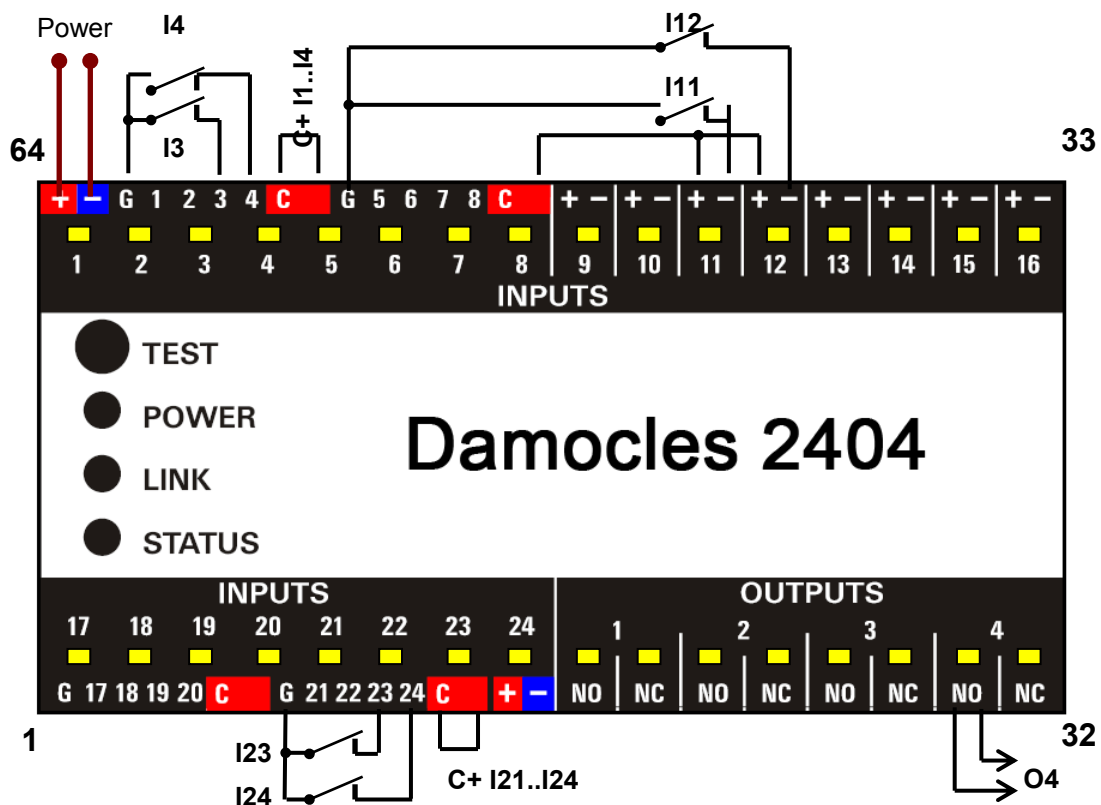 Power
I4
I12
C+ I1..I4
I11
I3
64
33
+ − G 1 2 3 4 C G 5 6 7 8 C + − + − + − + − + − + − + − + −
1 2 3 4 5 6 7 8 9 10 11 12 13 14 15 16
INPUTS
TEST
POWER
Damocles 2404
LINK
STATUS
INPUTS OUTPUTS
17 18 19 20 21 22 23 24 1 2 3 4
G 17 18 19 20 C G 21 22 23 24 C + − NO NC NO NC NO NC NO NC
1
32
I23
C+ I21..I24
O4
I24